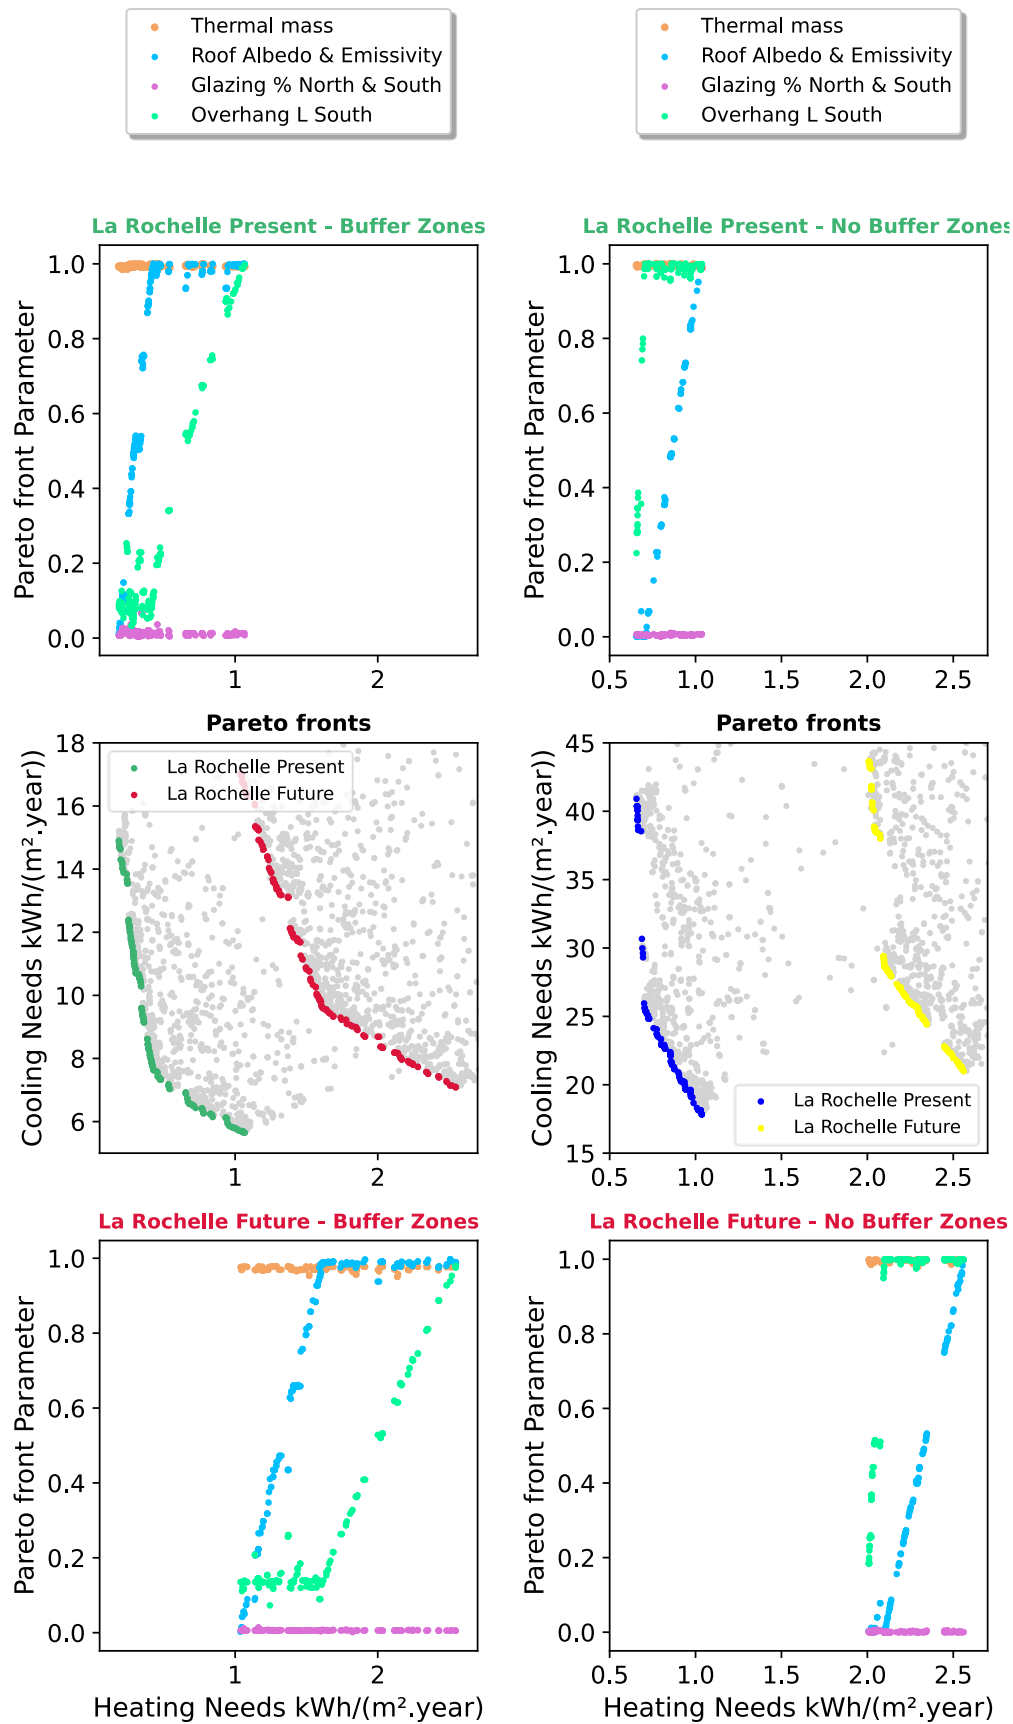 Thermal mass
Roof Albedo & Emissivity
Glazing % North & South
Overhang L South
Thermal mass
Roof Albedo & Emissivity
Glazing % North & South
Overhang L South
La Rochelle Present - Buffer Zones
1.0
0.8
0.6
0.4
0.2
0.0
Pareto front Parameter
1
2
La Rochelle Present - No Buffer Zones
1.0
0.8
0.6
0.4
0.2
0.0
Pareto front Parameter
0.5
1.0
1.5
2.0
2.5
Pareto fronts
La Rochelle Present
La Rochelle Future
18
16
14
12
10
8
6
Cooling Needs kWh/(m².year))
1
2
Pareto fronts
45
40
35
30
25
20
15
Cooling Needs kWh/(m².year))
La Rochelle Present
La Rochelle Future
0.5
1.0
1.5
2.0
2.5
La Rochelle Future - Buffer Zones
1.0
0.8
0.6
0.4
0.2
0.0
Pareto front Parameter
1
2
Heating Needs kWh/(m².year)
La Rochelle Future - No Buffer Zones
1.0
0.8
0.6
0.4
0.2
0.0
Pareto front Parameter
0.5
1.0
1.5
2.0
2.5
Heating Needs kWh/(m².year)